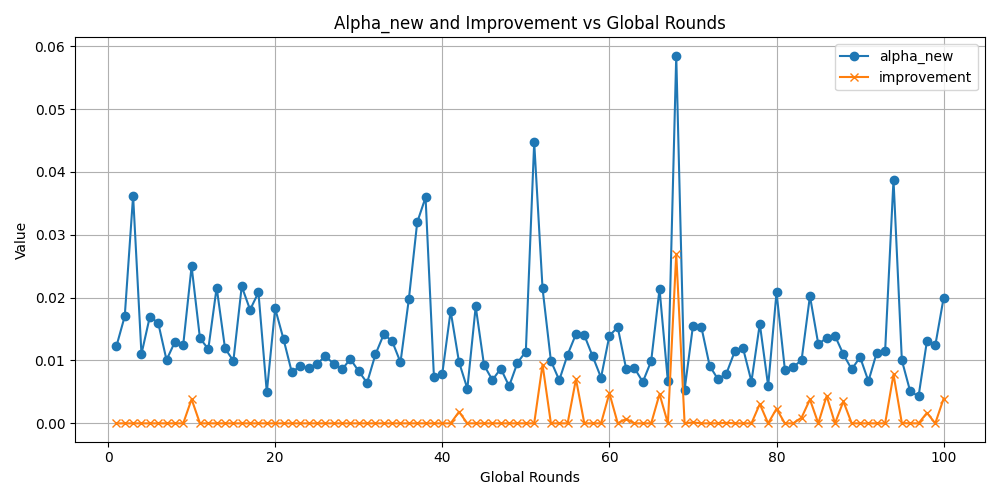 Alpha_new and Improvement vs Global Rounds
alpha_new
improvement
0.06
0.05
0.04
0.03
0.02
0.01
0.00
Value
0 20 40 60 80 100
Global Rounds